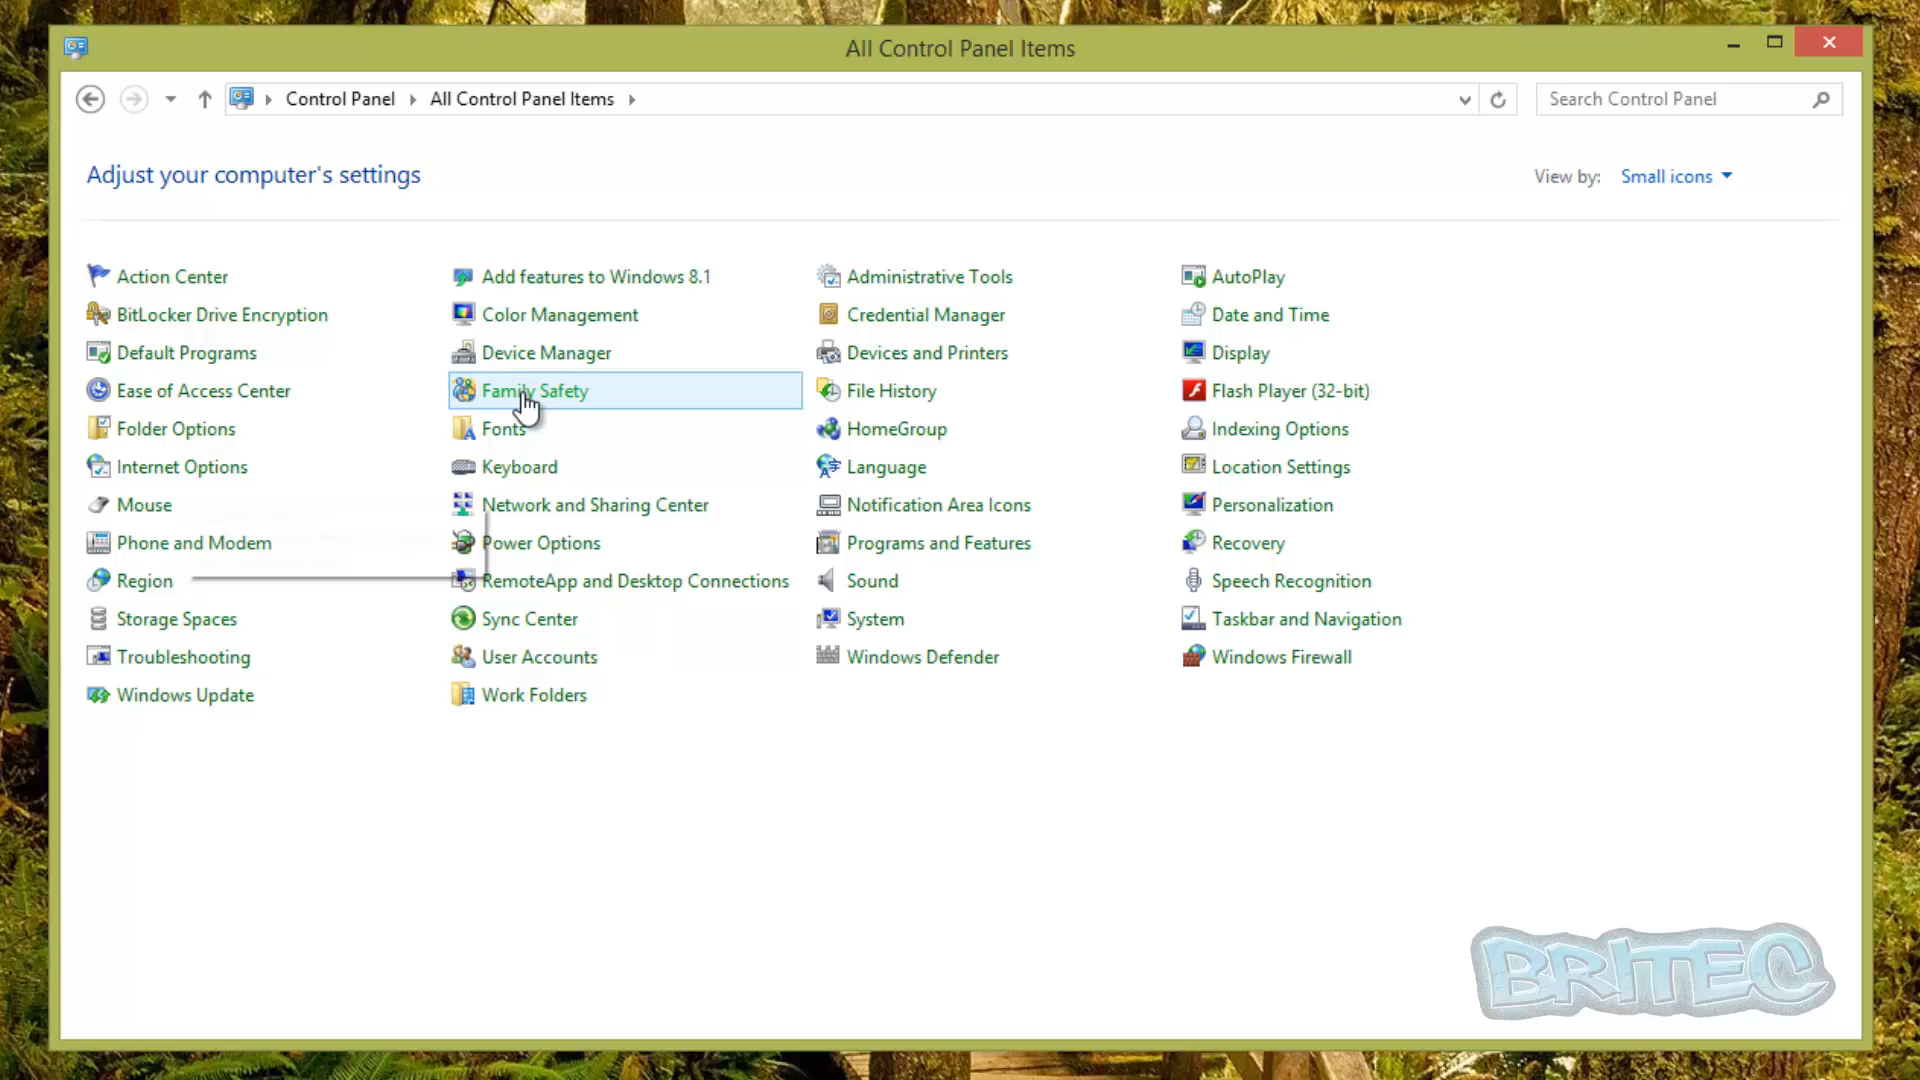 All Control Panel Items
Control Panel All Control Panel Items
Search Control Panel
Adjust your computer's settings
View by: Small icons
Action Center Add features to Windows 8.1 Administrative Tools AutoPlay
BitLocker Drive Encryption Color Management Credential Manager Date and Time
Default Programs Device Manager Devices and Printers Display
Ease of Access Center Family Safety File History Flash Player (32-bit)
Folder Options Fonts HomeGroup Indexing Options
Internet Options Keyboard Language Location Settings
Mouse Network and Sharing Center Notification Area Icons Personalization
Phone and Modem Power Options Programs and Features Recovery
Region RemoteApp and Desktop Connections Sound Speech Recognition
Storage Spaces Sync Center System Taskbar and Navigation
Troubleshooting User Accounts Windows Defender Windows Firewall
Windows Update Work Folders
BRITEC